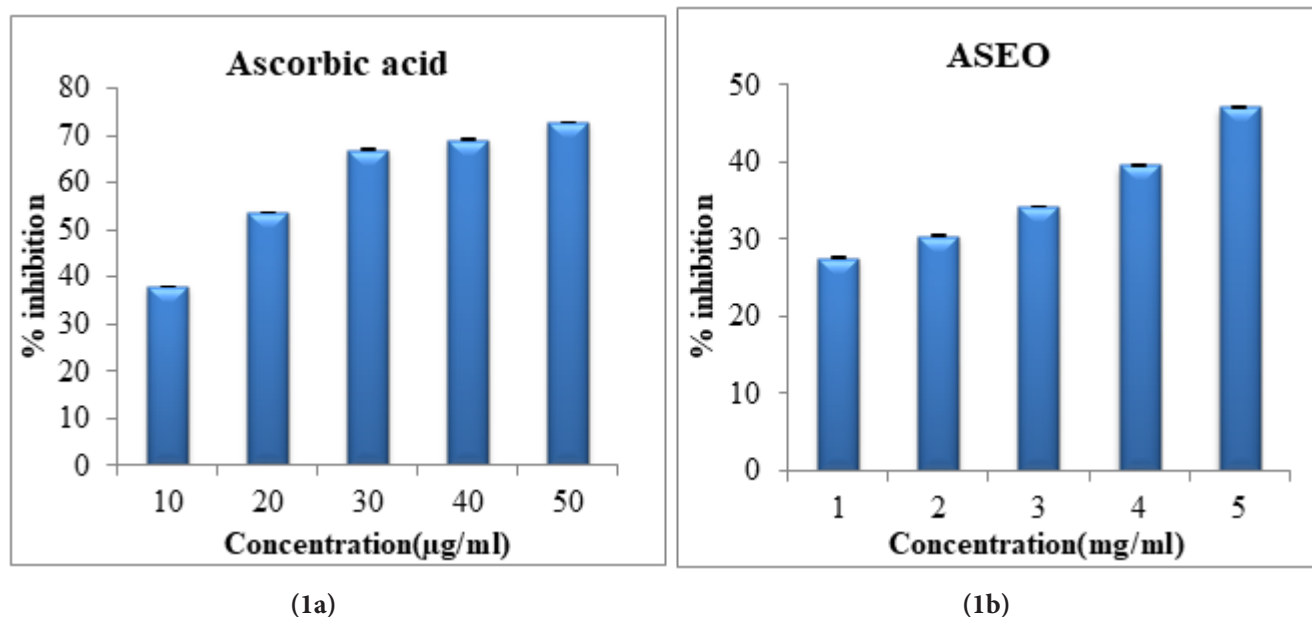 Ascorbic acid
80
70
60
50
40
30
20
10
0
% inhibition
10 20 30 40 50
Concentration(µg/ml)
(1a)
ASEO
50
40
30
20
10
0
% inhibition
1 2 3 4 5
Concentration(mg/ml)
(1b)